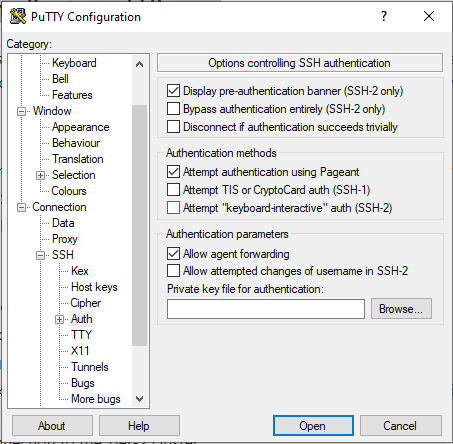 PuTTY Configuration
Category:
Keyboard
Bell
Features
Window
Appearance
Behaviour
Translation
Selection
Colours
Connection
Data
Proxy
SSH
Kex
Host keys
Cipher
Auth
TTY
X11
Tunnels
Bugs
More bugs
Options controlling SSH authentication
Display pre-authentication banner (SSH-2 only)
Bypass authentication entirely (SSH-2 only)
Disconnect if authentication succeeds trivially
Authentication methods
Attempt authentication using Pageant
Attempt TIS or CryptoCard auth (SSH-1)
Attempt "keyboard-interactive" auth (SSH-2)
Authentication parameters
Allow agent forwarding
Allow attempted changes of username in SSH-2
Private key file for authentication:
Browse...
About
Help
Open
Cancel